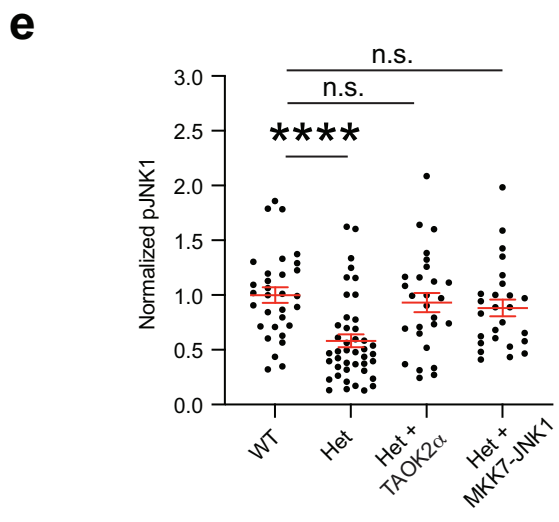 e
n.s.
n.s.
****
3.0
2.5
2.0
1.5
1.0
0.5
0.0
Normalized pJNK1
WT
Het
Het +
TAOK2α
Het +
MKK7-JNK1